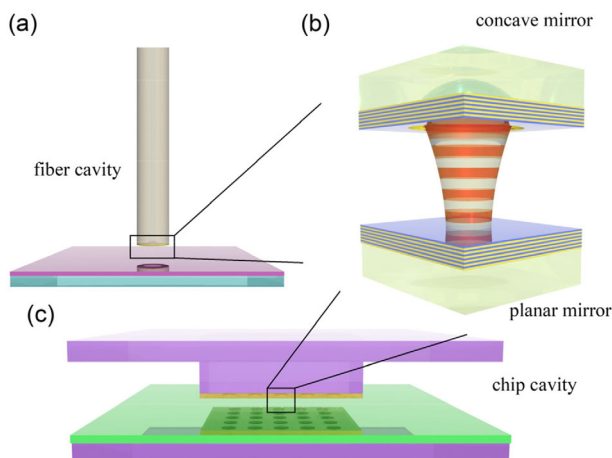 (a)
(b)
concave mirror
fiber cavity
planar mirror
(c)
chip cavity